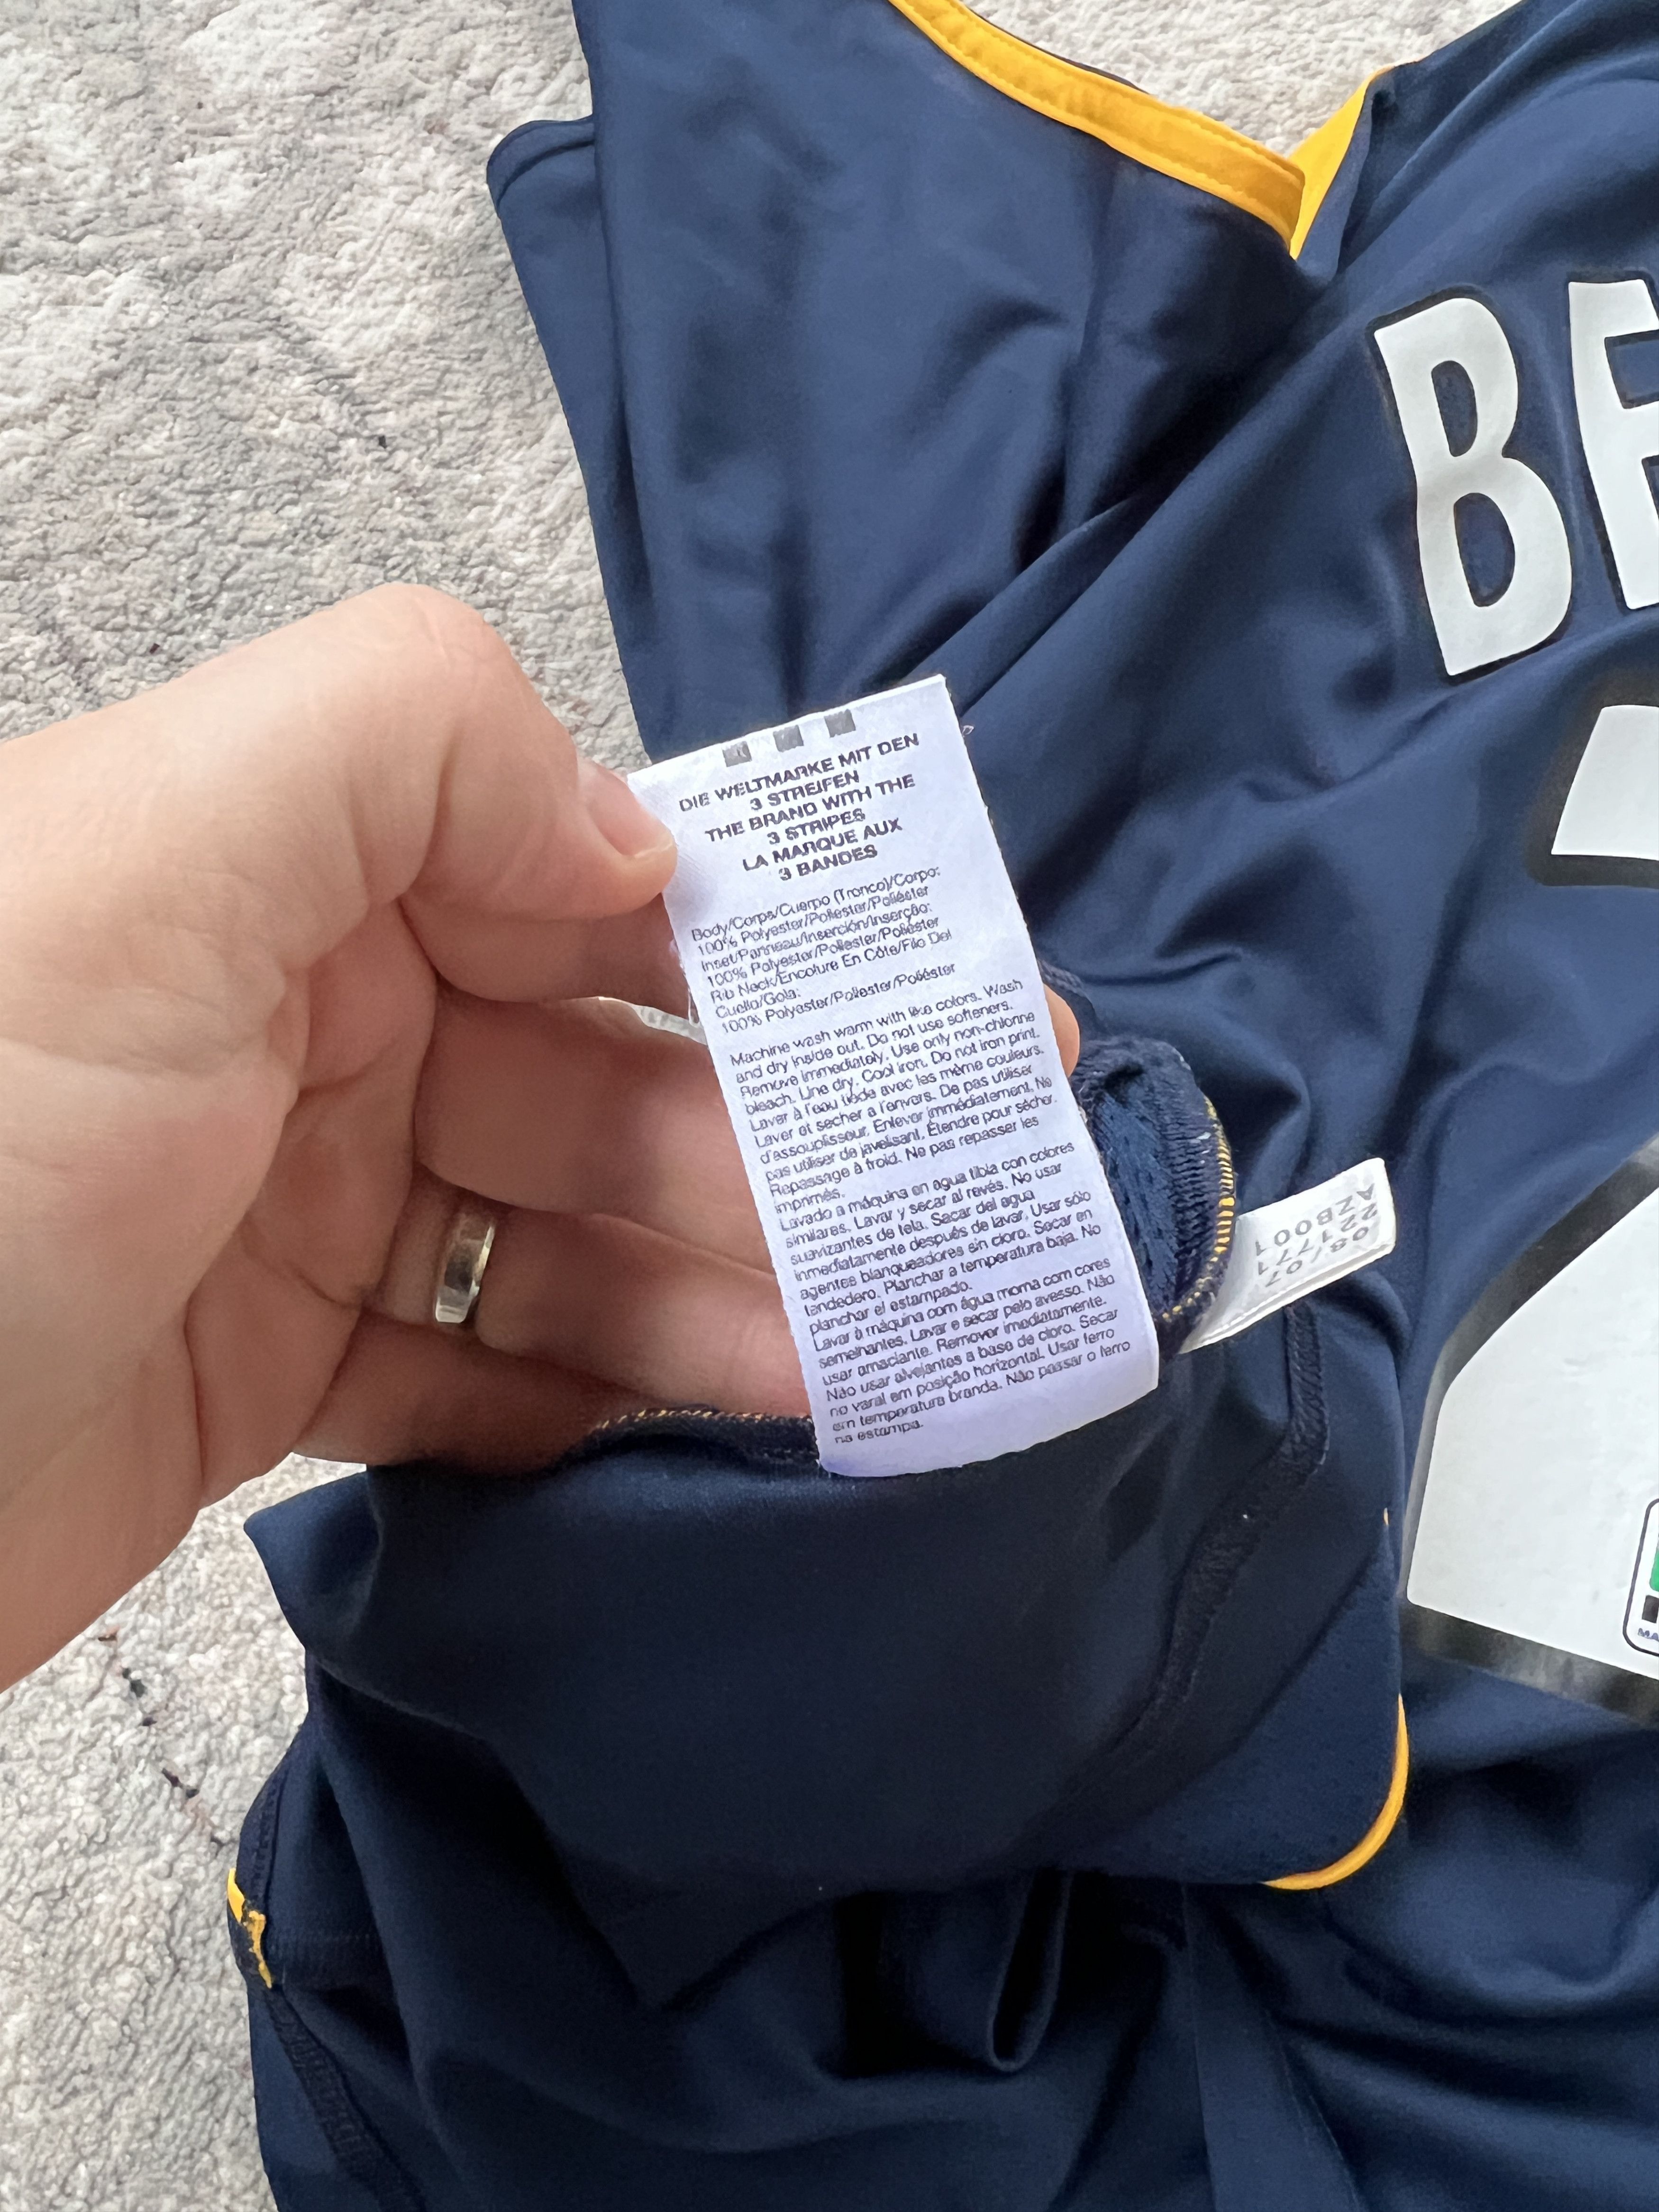 BE
DIE WELTMARKE MIT DEN
3 STREIFEN
THE BRAND WITH THE
3 STRIPES
LA MARQUE AUX
3 BANDES
Body/Corps/Cuerpo (Tronco)/Corpo:
100% Polyester/Poliester/Poliéster
Inset/Panneau/Inserción/Inserção:
100% Polyester/Poliester/Poliéster
Rib Neck/Encolure En Côte/Filo Del
Cuello/Gola:
100% Polyester/Poliester/Poliéster
Machine wash warm with like colors. Wash
and dry inside out. Do not use softeners.
Remove immediately. Use only non-chlorine
bleach. Line dry. Cool iron. Do not iron print.
Laver à l'eau tiède avec les même couleurs.
Laver et secher a l'envers. De pas utiliser
d'assouplisseur. Enlever immédiatement. Ne
pas utiliser de javelisant. Étendre pour sécher.
Repassage à froid. Ne pas repasser les
imprimés.
Lavado a máquina en agua tibia con colores
similares. Lavar y secar al revés. No usar
suavizantes de tela. Secar del agua
inmediatamente después de lavar. Usar sólo
agentes blanqueadores sin cloro. Secar en
tendedero. Planchar a temperatura baja. No
planchar el estampado.
Lavar à máquina com água morna com cores
semelhantes. Lavar e secar pelo avesso. Não
usar amaciante. Remover imediatamente.
Não usar alvejantes a base de cloro. Secar
no varal em posição horizontal. Usar ferro
em temperatura branda. Não passar o ferro
na estampa.
08/07
221771
AZB001
MA